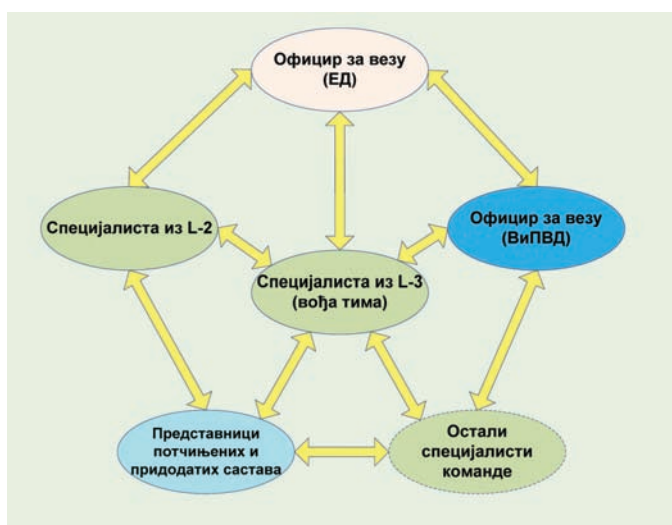 Официр за везу
(ЕД)
Специјалиста из L-2
Официр за везу
(ВиПВД)
Специјалиста из L-3
(вођа тима)
Представници
потчињених и
придодатих састава
Остали
специјалисти
команде